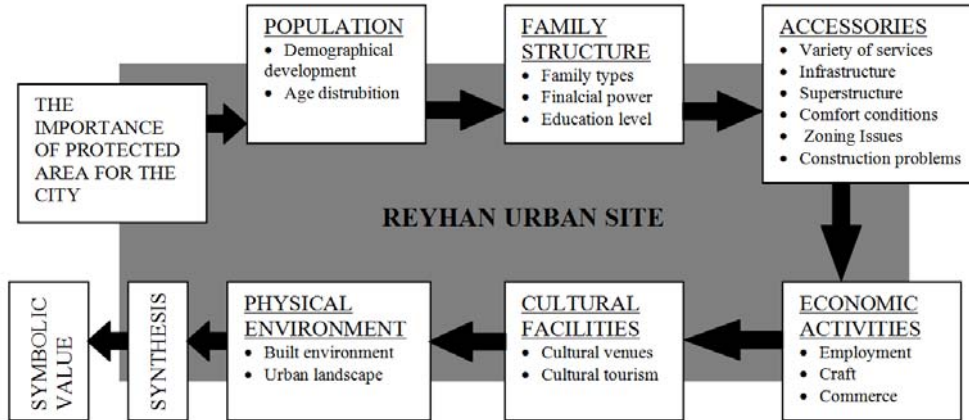 POPULATION
• Demographical
development
• Age distrubition
FAMILY
STRUCTURE
• Family types
• Finalcial power
• Education level
ACCESSORIES
• Variety of services
• Infrastructure
• Superstructure
• Comfort conditions
• Zoning Issues
• Construction problems
THE
IMPORTANCE
OF PROTECTED
AREA FOR THE
CITY
REYHAN URBAN SITE
SYMBOLIC
VALUE
SYNTHESIS
PHYSICAL
ENVIRONMENT
• Built environment
• Urban landscape
CULTURAL
FACILITIES
• Cultural venues
• Cultural tourism
ECONOMIC
ACTIVITIES
• Employment
• Craft
• Commerce